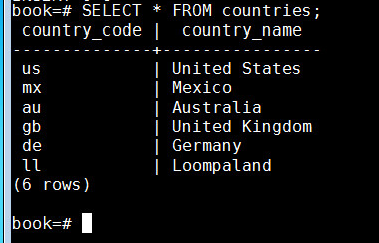 book=# SELECT * FROM countries;
country_code | country_name
--------------+----------------
us | United States
mx | Mexico
au | Australia
gb | United Kingdom
de | Germany
ll | Loompaland
(6 rows)
book=#